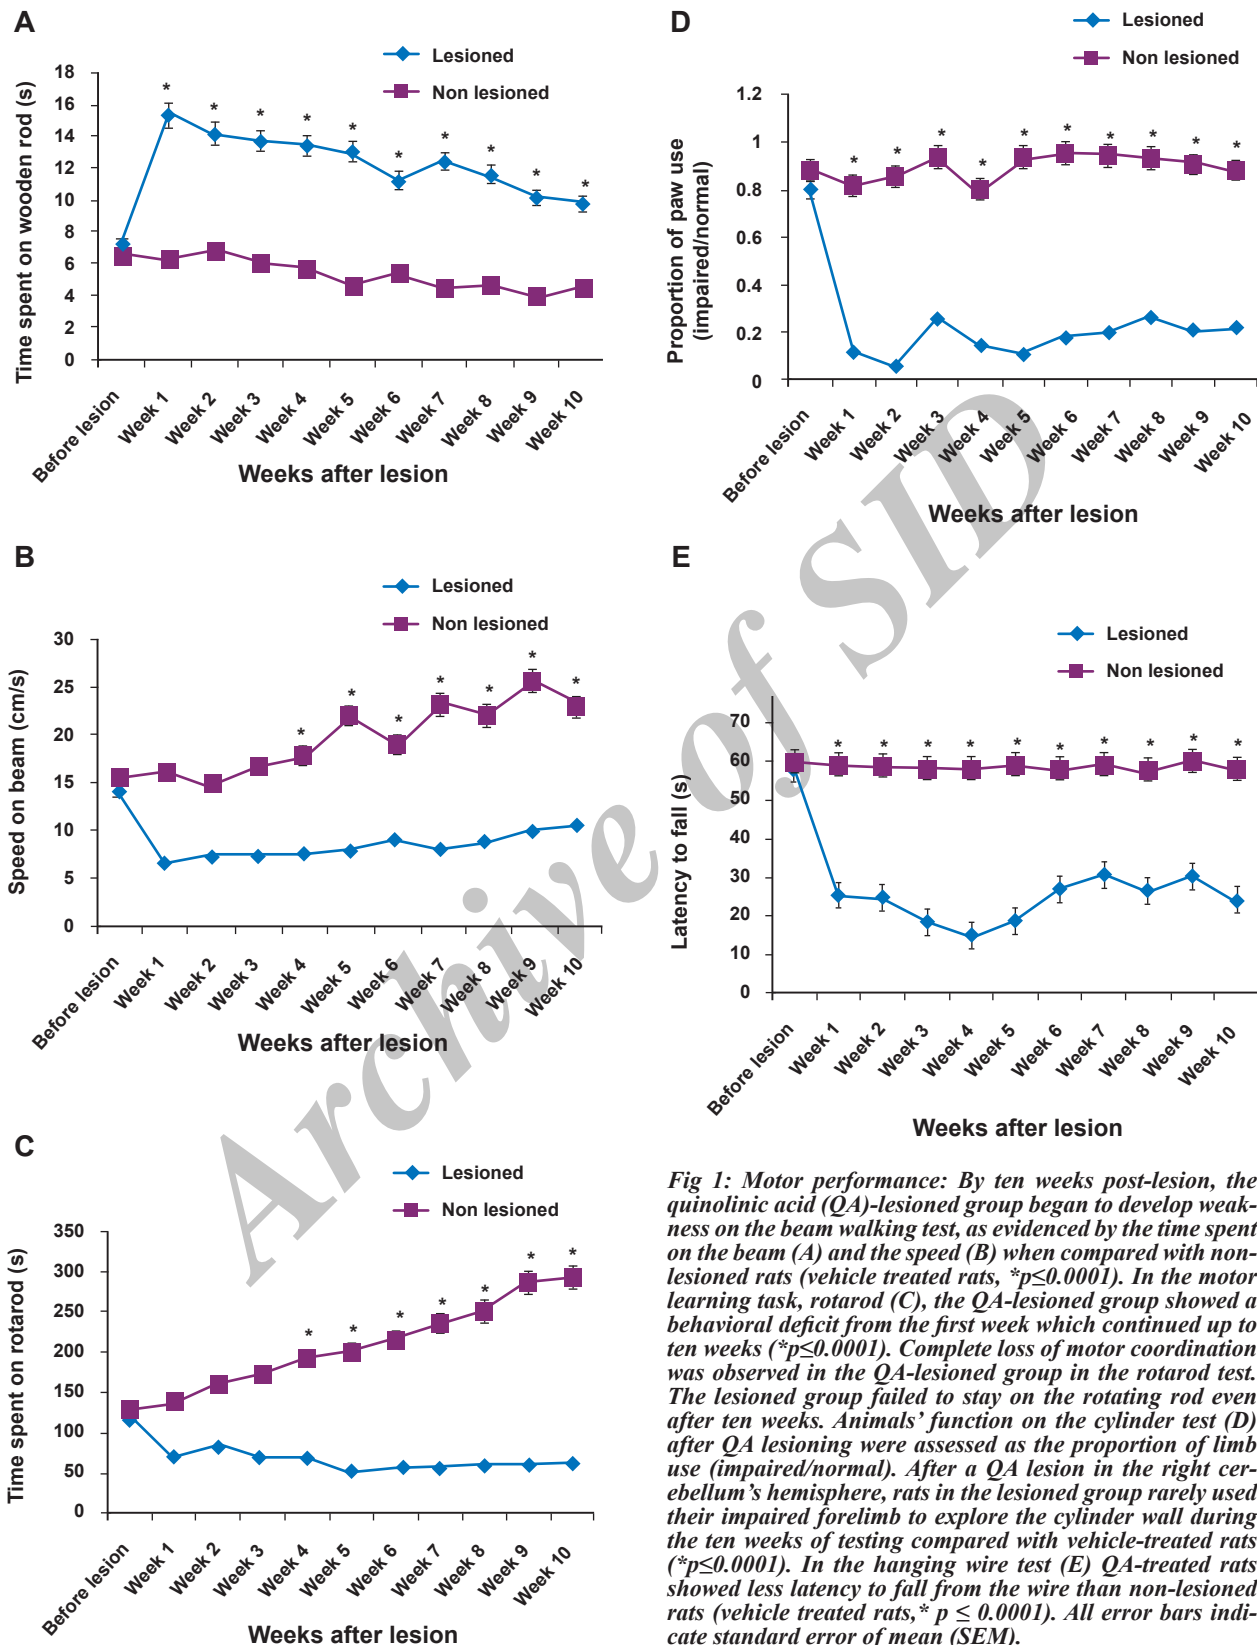 A
Lesioned
Non lesioned
Time spent on wooden rod (s)
18
16
14
12
10
8
6
4
2
0
Before lesion
Week 1
Week 2
Week 3
Week 4
Week 5
Week 6
Week 7
Week 8
Week 9
Week 10
Weeks after lesion
* * * * * * * * * *
B
Lesioned
Non lesioned
Speed on beam (cm/s)
30
25
20
15
10
5
0
Before lesion
Week 1
Week 2
Week 3
Week 4
Week 5
Week 6
Week 7
Week 8
Week 9
Week 10
Weeks after lesion
* * * * * * *
C
Lesioned
Non lesioned
Time spent on rotarod (s)
350
300
250
200
150
100
50
0
Before lesion
Week 1
Week 2
Week 3
Week 4
Week 5
Week 6
Week 7
Week 8
Week 9
Week 10
Weeks after lesion
* * * * * * *
D
Lesioned
Non lesioned
Proportion of paw use
(impaired/normal)
1.2
1
0.8
0.6
0.4
0.2
0
Before lesion
Week 1
Week 2
Week 3
Week 4
Week 5
Week 6
Week 7
Week 8
Week 9
Week 10
Weeks after lesion
* * * * * * * * * *
E
Lesioned
Non lesioned
Latency to fall (s)
70
60
50
40
30
20
10
0
Before lesion
Week 1
Week 2
Week 3
Week 4
Week 5
Week 6
Week 7
Week 8
Week 9
Week 10
Weeks after lesion
* * * * * * * * * *
Archive of SID
Fig 1: Motor performance: By ten weeks post-lesion, the
quinolinic acid (QA)-lesioned group began to develop weak-
ness on the beam walking test, as evidenced by the time spent
on the beam (A) and the speed (B) when compared with non-
lesioned rats (vehicle treated rats, *p≤0.0001). In the motor
learning task, rotarod (C), the QA-lesioned group showed a
behavioral deficit from the first week which continued up to
ten weeks (*p≤0.0001). Complete loss of motor coordination
was observed in the QA-lesioned group in the rotarod test.
The lesioned group failed to stay on the rotating rod even
after ten weeks. Animals’ function on the cylinder test (D)
after QA lesioning were assessed as the proportion of limb
use (impaired/normal). After a QA lesion in the right cer-
ebellum’s hemisphere, rats in the lesioned group rarely used
their impaired forelimb to explore the cylinder wall during
the ten weeks of testing compared with vehicle-treated rats
(*p≤0.0001). In the hanging wire test (E) QA-treated rats
showed less latency to fall from the wire than non-lesioned
rats (vehicle treated rats,* p ≤ 0.0001). All error bars indi-
cate standard error of mean (SEM).